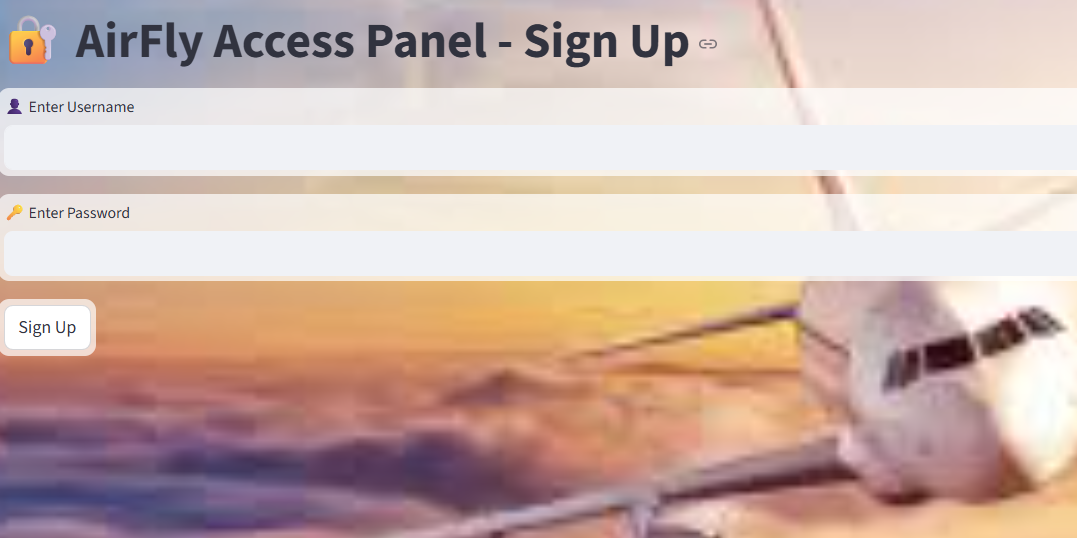 AirFly Access Panel - Sign Up
Enter Username
Enter Password
Sign Up